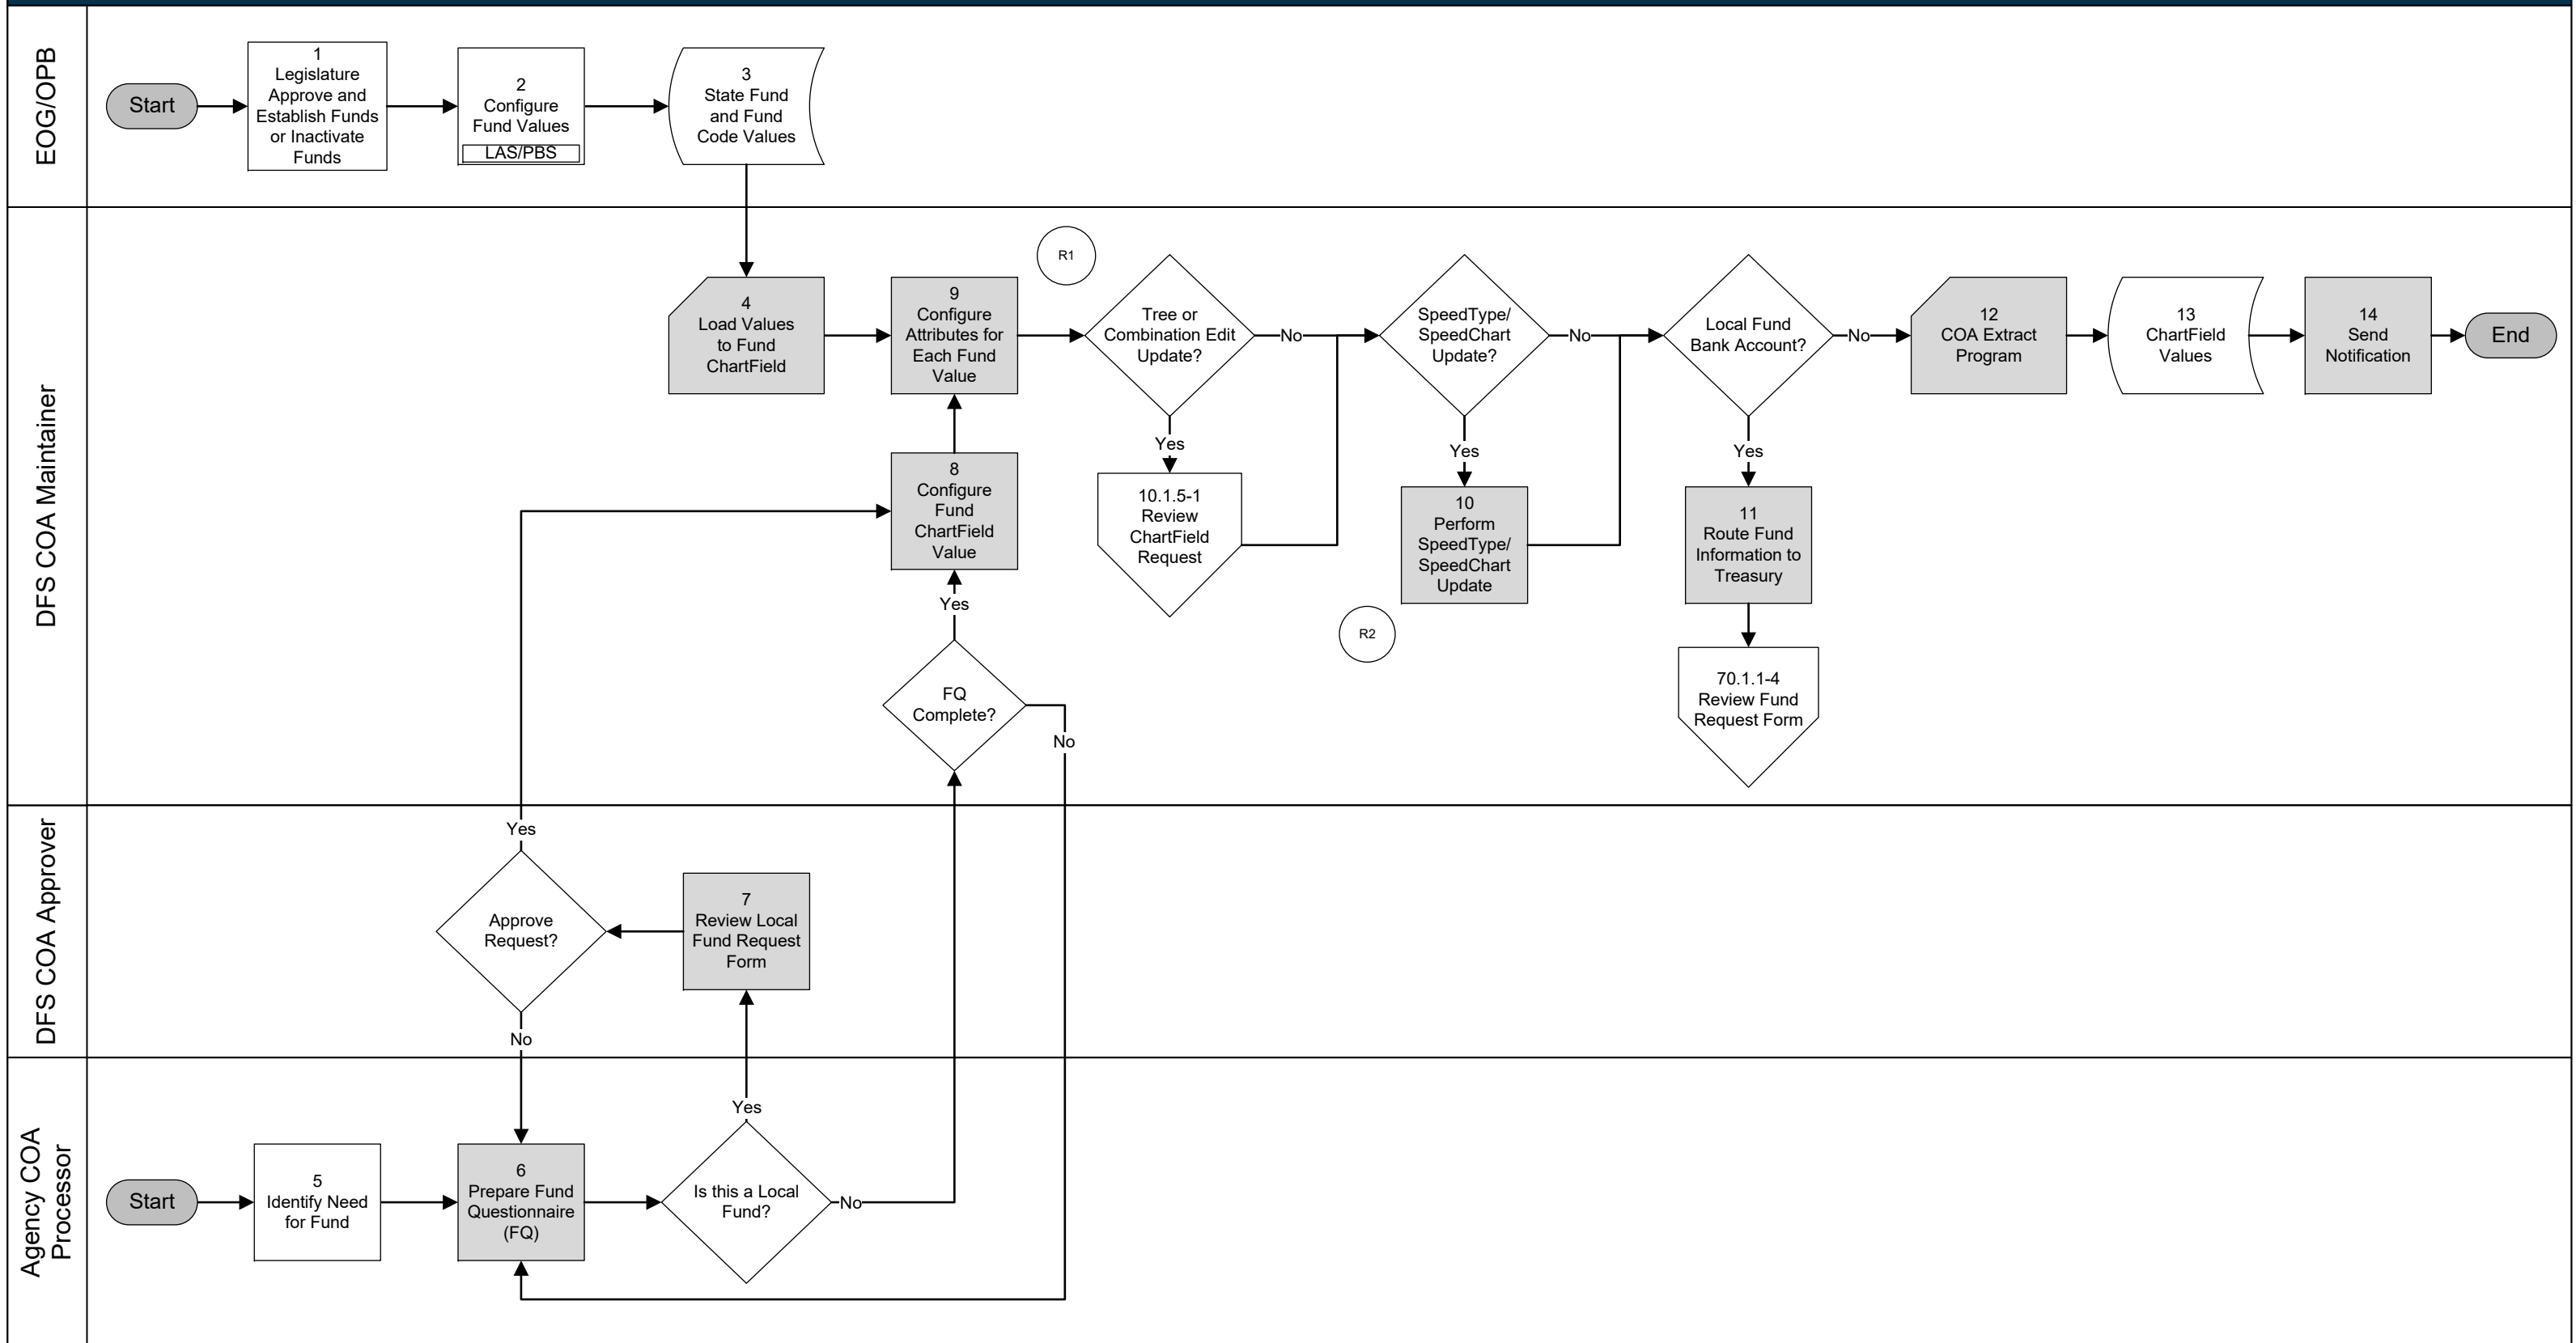 EOG/OPB
Start
1
Legislature
Approve and
Establish Funds
or Inactivate
Funds
2
Configure
Fund Values
LAS/PBS
3
State Fund
and Fund
Code Values
DFS COA Maintainer
4
Load Values
to Fund
ChartField
9
Configure
Attributes for
Each Fund
Value
R1
Tree or
Combination Edit
Update?
No
Yes
10.1.5-1
Review
ChartField
Request
SpeedType/
SpeedChart
Update?
No
Yes
10
Perform
SpeedType/
SpeedChart
Update
R2
Local Fund
Bank Account?
No
Yes
11
Route Fund
Information to
Treasury
70.1.1-4
Review Fund
Request Form
12
COA Extract
Program
13
ChartField
Values
14
Send
Notification
End
8
Configure
Fund
ChartField
Value
Yes
FQ
Complete?
No
DFS COA Approver
Yes
Approve
Request?
No
7
Review Local
Fund Request
Form
Agency COA
Processor
Start
5
Identify Need
for Fund
6
Prepare Fund
Questionnaire
(FQ)
Yes
Is this a Local
Fund?
No